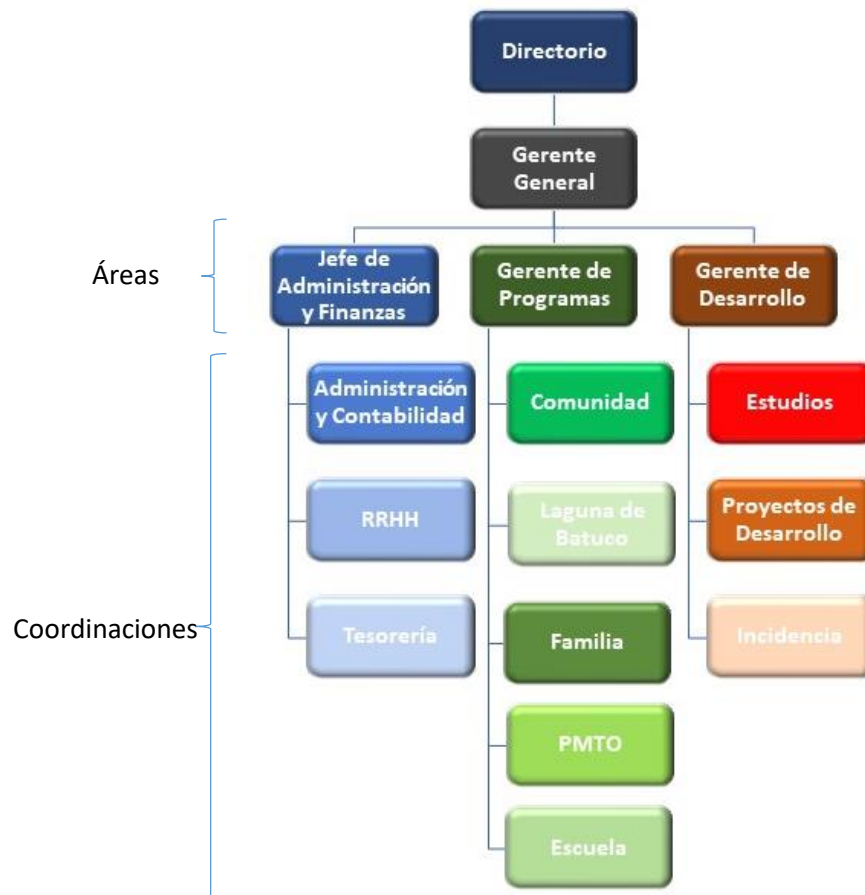 Directorio
Gerente
General
Áreas
Jefe de
Administración
y Finanzas
Gerente de
Programas
Gerente de
Desarrollo
Coordinaciones
Administración
y Contabilidad
Comunidad
Estudios
RRHH
Laguna de
Batuco
Proyectos de
Desarrollo
Tesorería
Familia
Incidencia
PMTO
Escuela